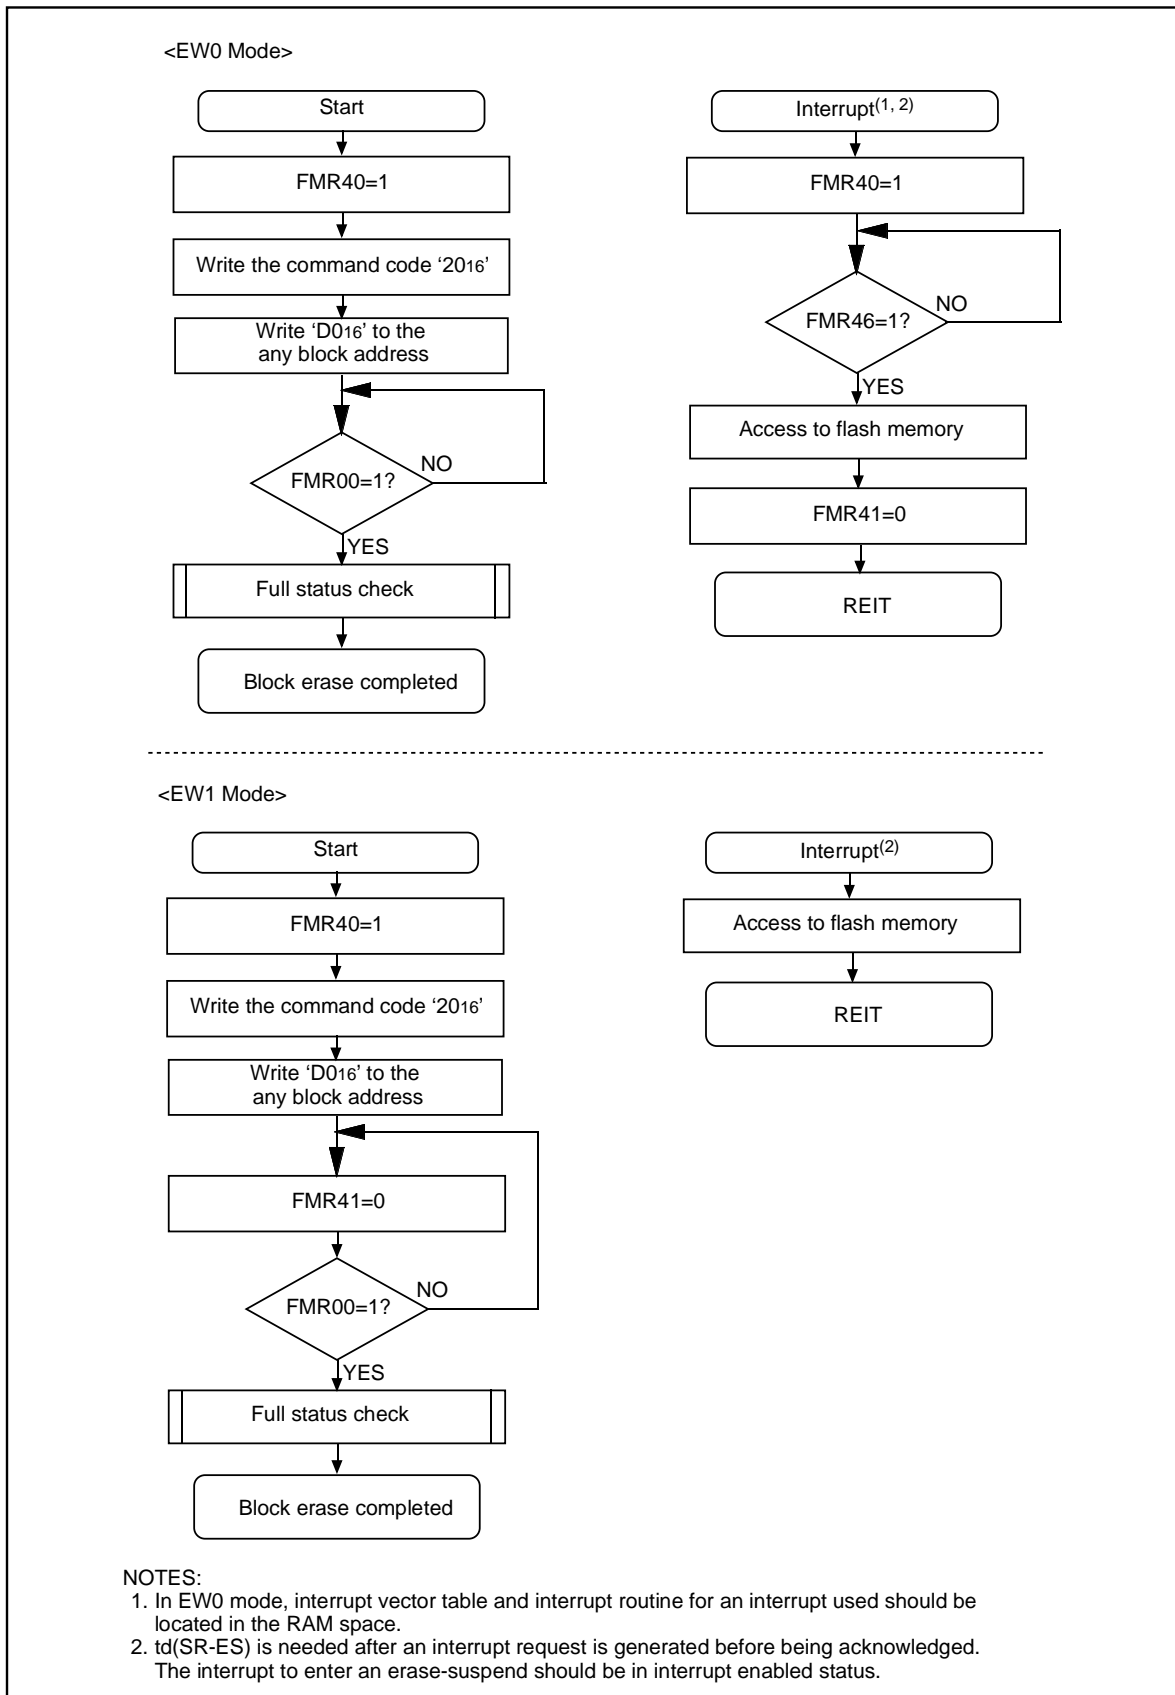 <EW0 Mode>
Start
FMR40=1
Write the command code ‘2016’
Write ‘D016’ to the
any block address
FMR00=1?
NO
YES
Full status check
Block erase completed
Interrupt(1, 2)
FMR40=1
FMR46=1?
NO
YES
Access to flash memory
FMR41=0
REIT
<EW1 Mode>
Start
FMR40=1
Write the command code ‘2016’
Write ‘D016’ to the
any block address
FMR41=0
FMR00=1?
NO
YES
Full status check
Block erase completed
Interrupt(2)
Access to flash memory
REIT
NOTES:
1. In EW0 mode, interrupt vector table and interrupt routine for an interrupt used should be
located in the RAM space.
2. td(SR-ES) is needed after an interrupt request is generated before being acknowledged.
The interrupt to enter an erase-suspend should be in interrupt enabled status.